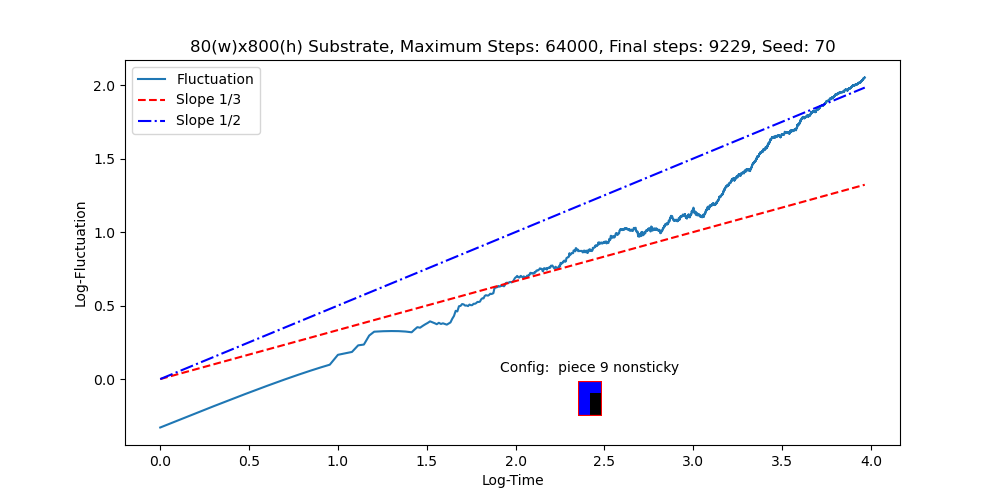 80(w)x800(h) Substrate, Maximum Steps: 64000, Final steps: 9229, Seed: 70
Fluctuation
Slope 1/3
Slope 1/2
2.0
1.5
1.0
0.5
0.0
Log-Fluctuation
Config:  piece 9 nonsticky
0.0 0.5 1.0 1.5 2.0 2.5 3.0 3.5 4.0
Log-Time